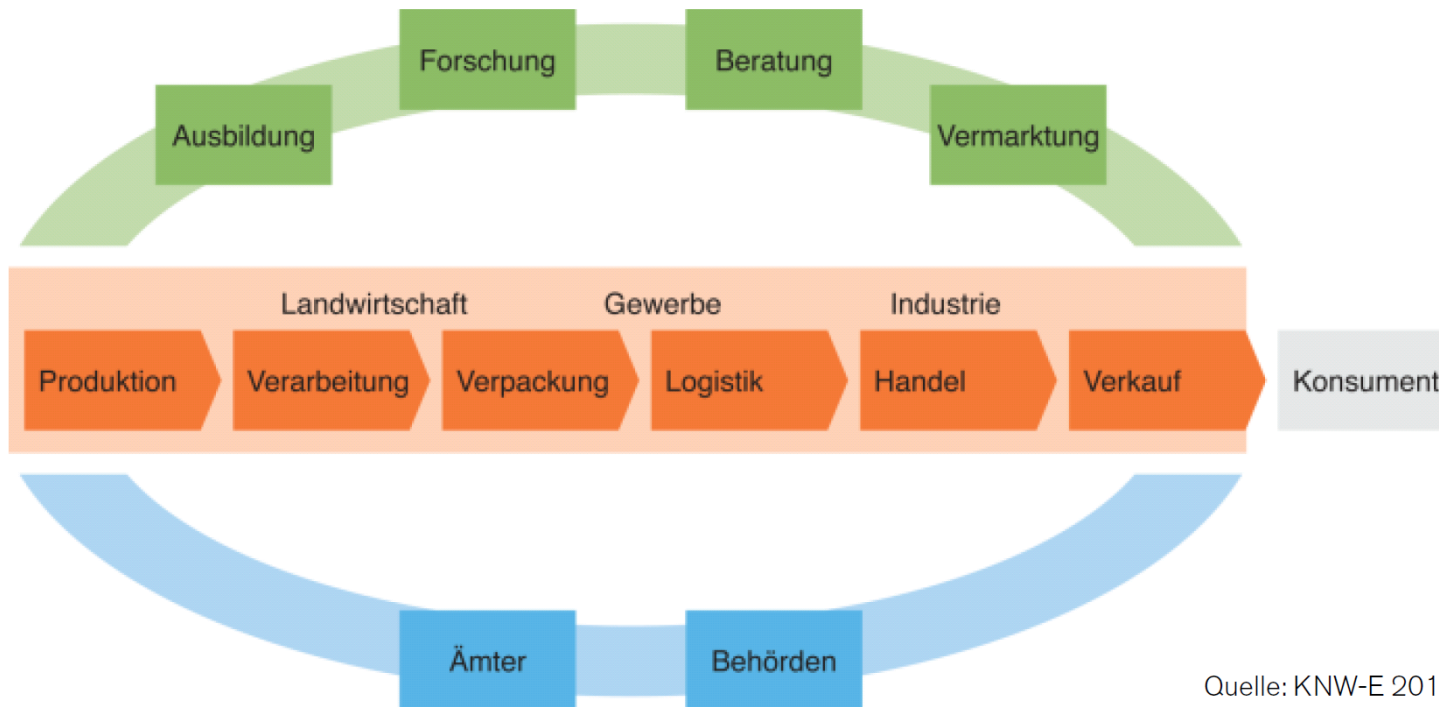 Forschung
Beratung
Ausbildung
Vermarktung
Landwirtschaft Gewerbe Industrie
Produktion Verarbeitung Verpackung Logistik Handel Verkauf Konsument
Ämter
Behörden
Quelle: KNW-E 201